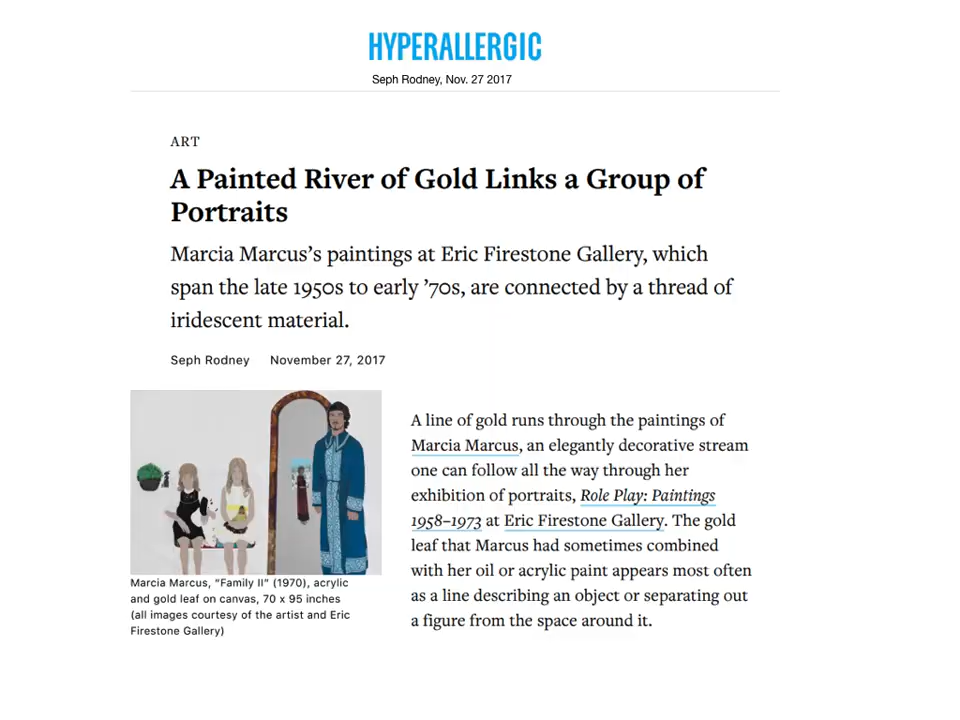 HYPERALLERGIC
Seph Rodney, Nov. 27 2017
ART
A Painted River of Gold Links a Group of
Portraits
Marcia Marcus’s paintings at Eric Firestone Gallery, which
span the late 1950s to early ’70s, are connected by a thread of
iridescent material.
Seph Rodney November 27, 2017
A line of gold runs through the paintings of
Marcia Marcus, an elegantly decorative stream
one can follow all the way through her
exhibition of portraits, Role Play: Paintings
1958–1973 at Eric Firestone Gallery. The gold
leaf that Marcus had sometimes combined
with her oil or acrylic paint appears most often
as a line describing an object or separating out
a figure from the space around it.
Marcia Marcus, "Family II" (1970), acrylic
and gold leaf on canvas, 70 x 95 inches
(all images courtesy of the artist and Eric
Firestone Gallery)